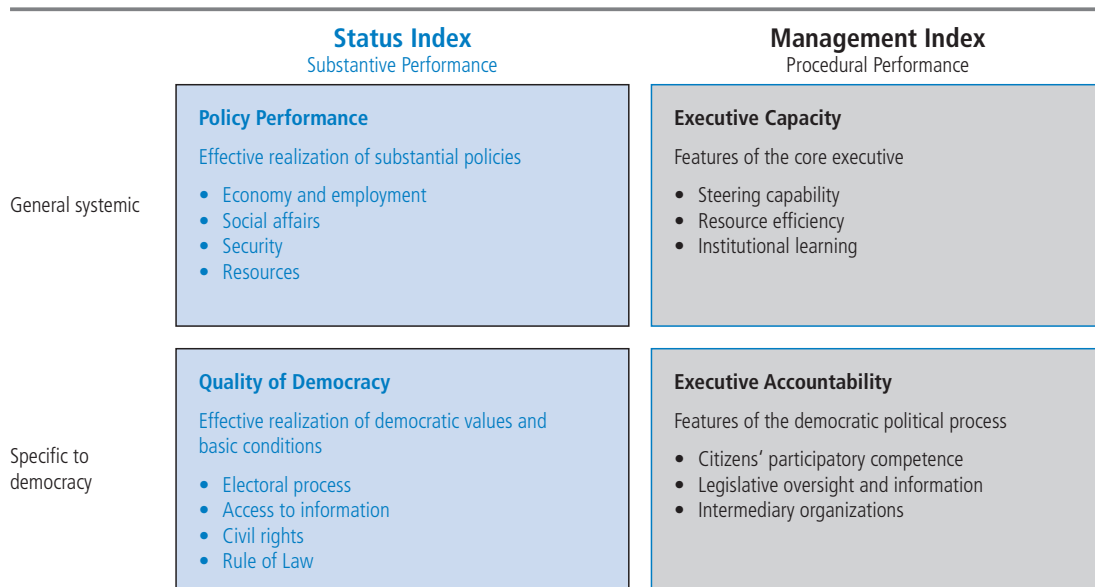 Status Index
Substantive Performance
Management Index
Procedural Performance
General systemic
Policy Performance
Effective realization of substantial policies
• Economy and employment
• Social affairs
• Security
• Resources
Executive Capacity
Features of the core executive
• Steering capability
• Resource efficiency
• Institutional learning
Specific to
democracy
Quality of Democracy
Effective realization of democratic values and
basic conditions
• Electoral process
• Access to information
• Civil rights
• Rule of Law
Executive Accountability
Features of the democratic political process
• Citizens‘ participatory competence
• Legislative oversight and information
• Intermediary organizations